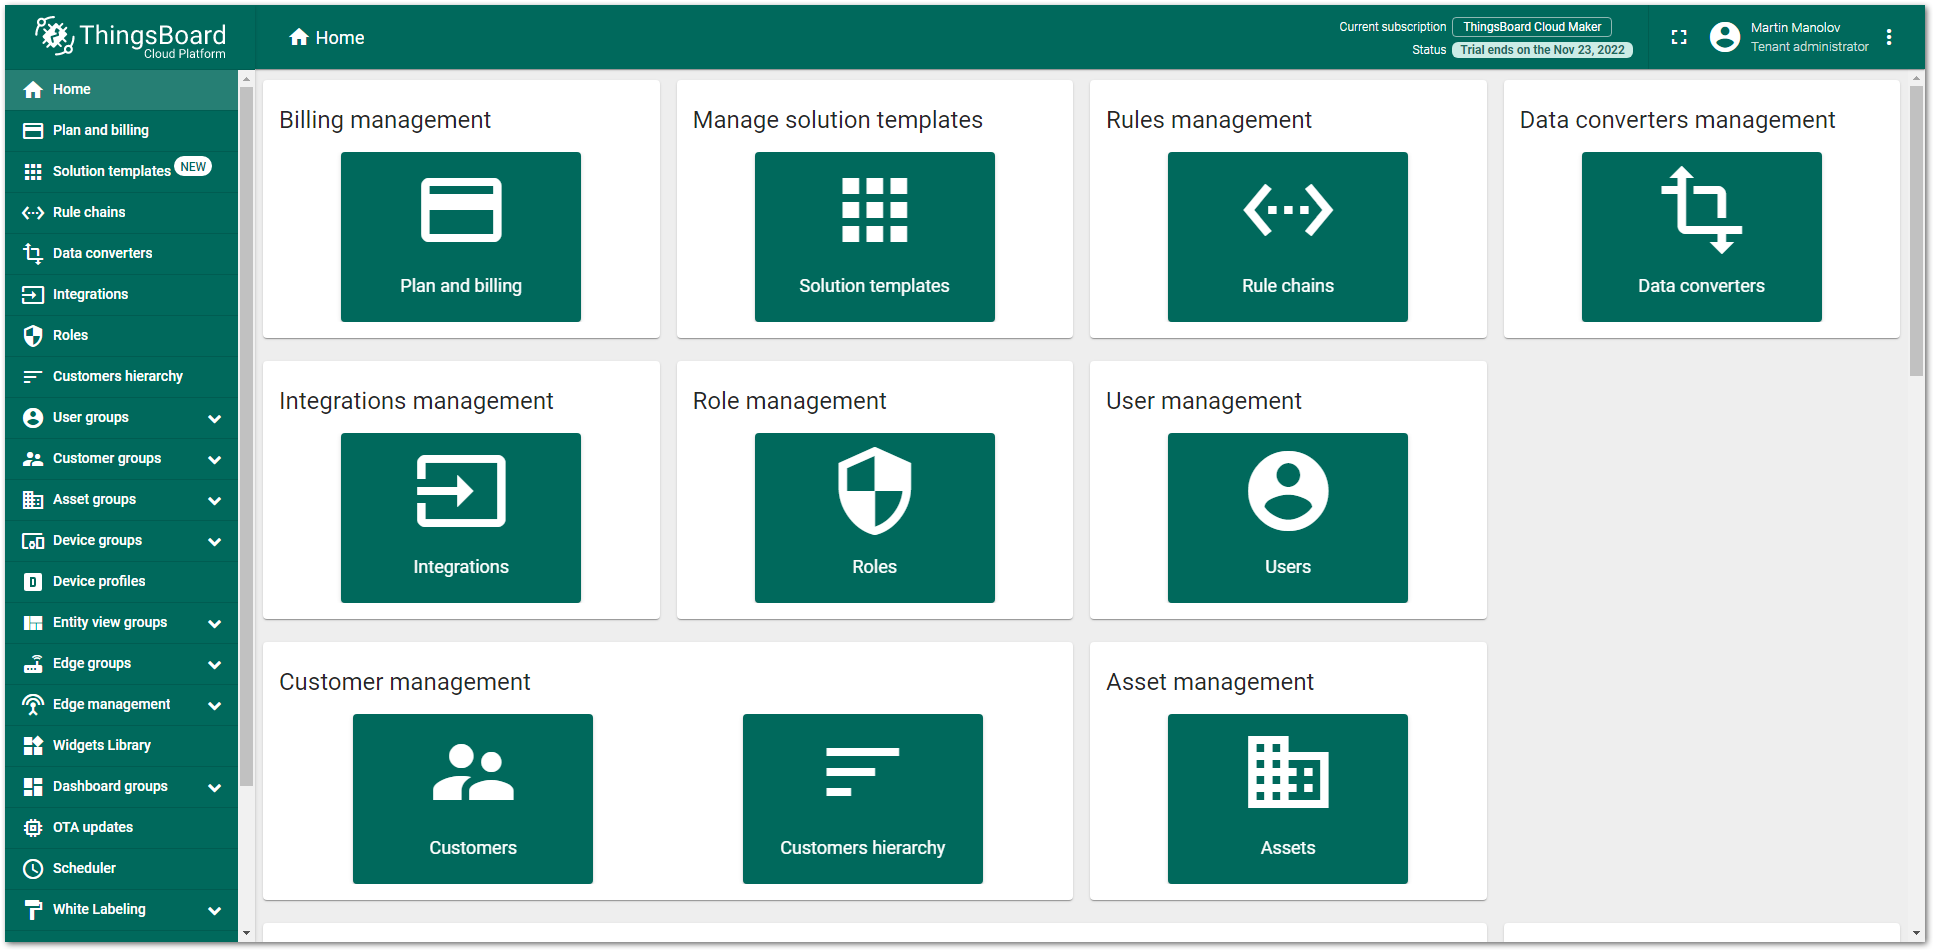 ThingsBoard
Cloud Platform
Home
Current subscription ThingsBoard Cloud Maker
Status Trial ends on the Nov 23, 2022
Martin Manolov
Tenant administrator
Home
Plan and billing
Solution templates NEW
Rule chains
Data converters
Integrations
Roles
Customers hierarchy
User groups
Customer groups
Asset groups
Device groups
Device profiles
Entity view groups
Edge groups
Edge management
Widgets Library
Dashboard groups
OTA updates
Scheduler
White Labeling
Billing management
Plan and billing
Manage solution templates
Solution templates
Rules management
Rule chains
Data converters management
Data converters
Integrations management
Integrations
Role management
Roles
User management
Users
Customer management
Customers
Customers hierarchy
Asset management
Assets